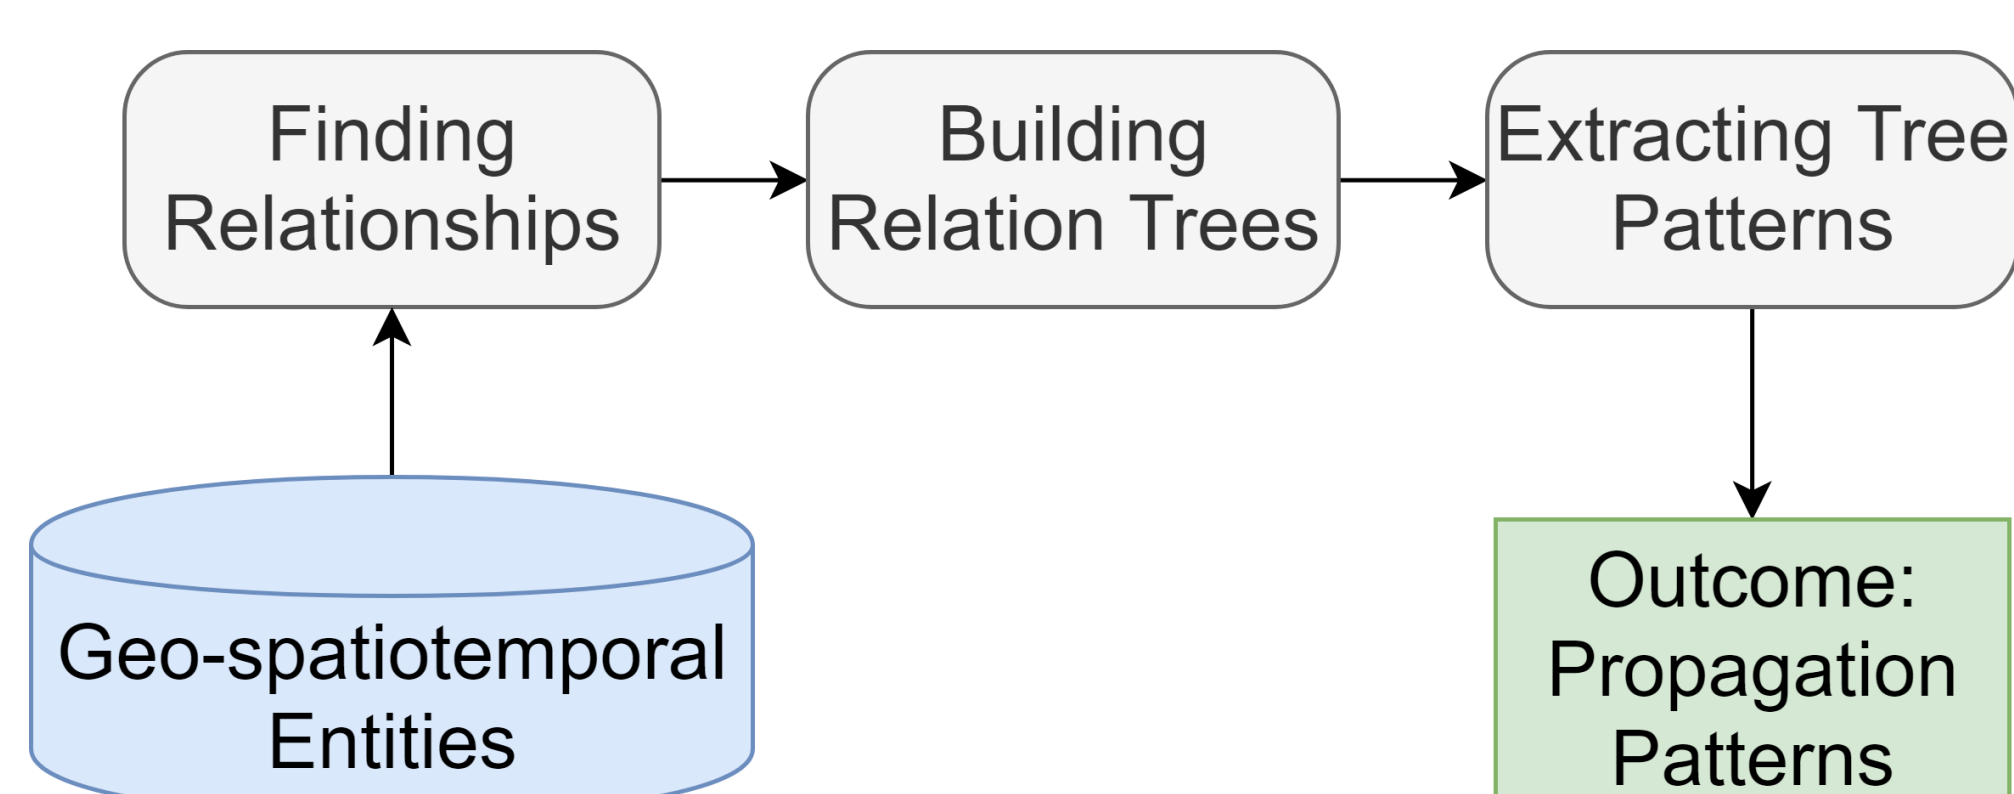 Finding
Relationships
Building
Relation Trees
Extracting Tree
Patterns
Geo-spatiotemporal
Entities
Outcome:
Propagation
Patterns